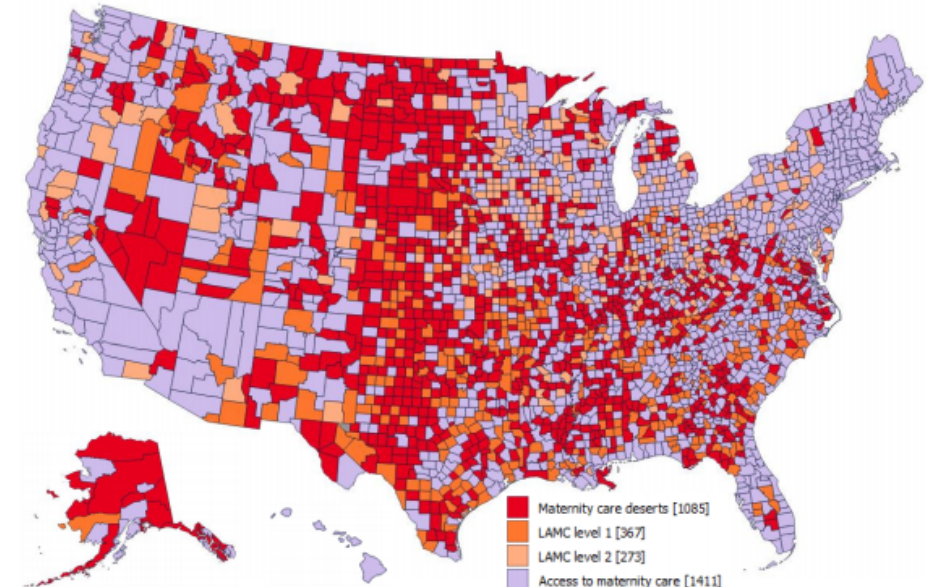 Maternity care deserts [1085]
LAMC level 1 [367]
LAMC level 2 [273]
Access to maternity care [1411]